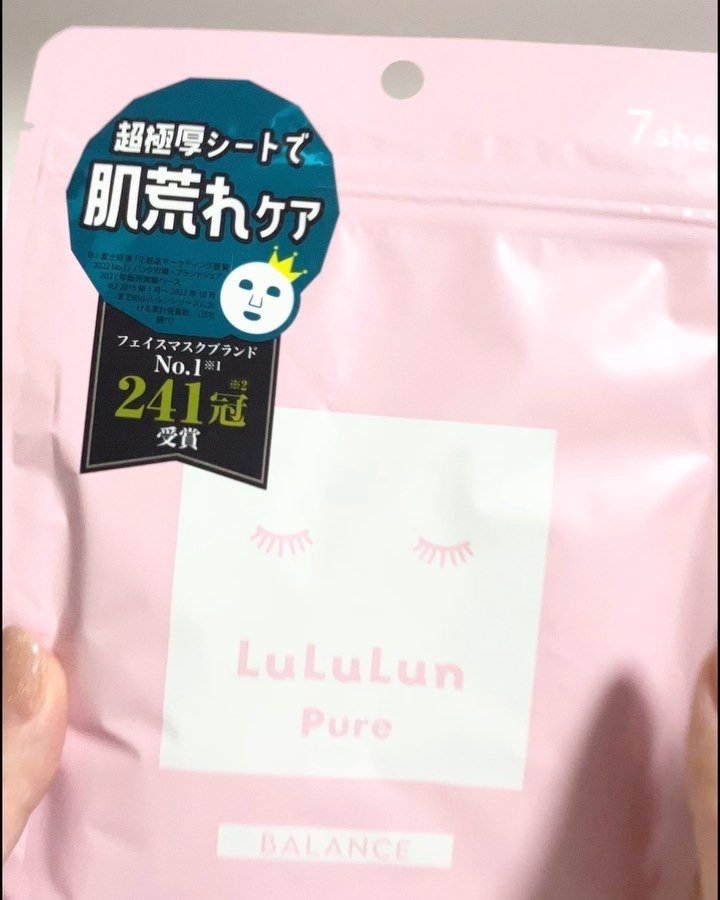 7she
超極厚シートで
肌荒れケア
フェイスマスクブランド
No.1※1
※2
241冠
受賞
LuLuLun
Pure
BALANCE